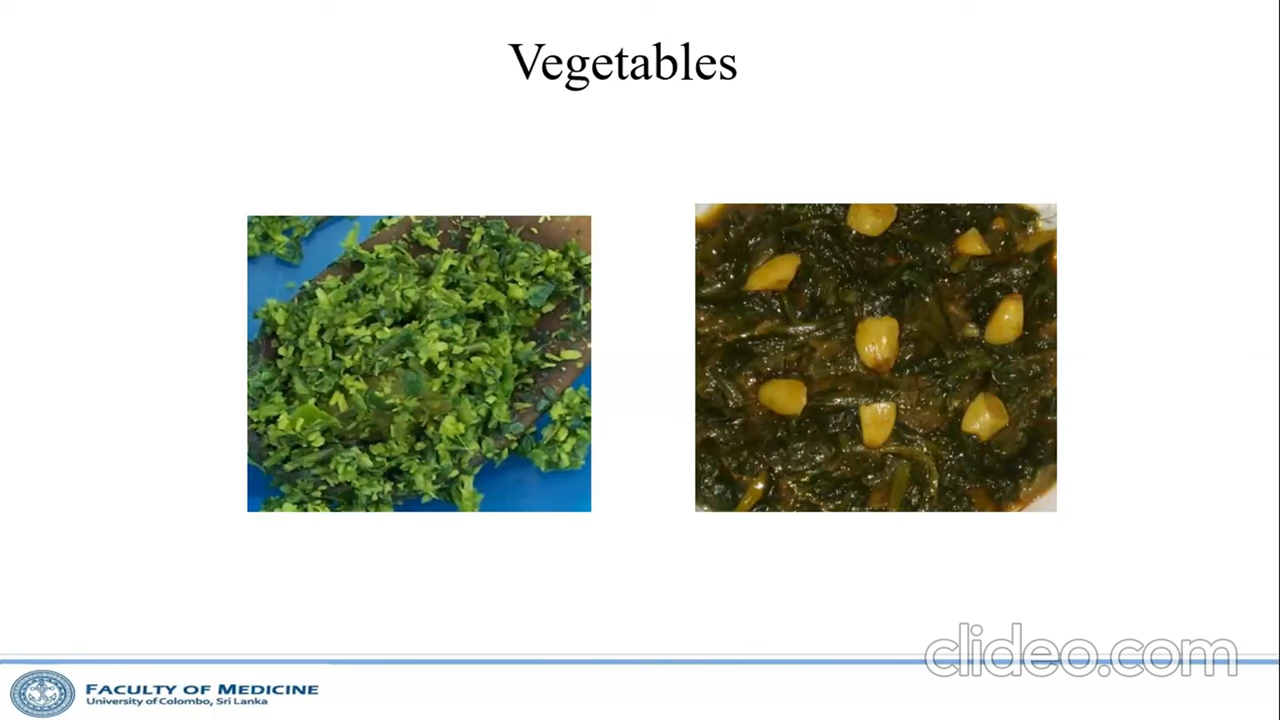 Vegetables
clideo.com
FACULTY OF MEDICINE
University of Colombo, Sri Lanka